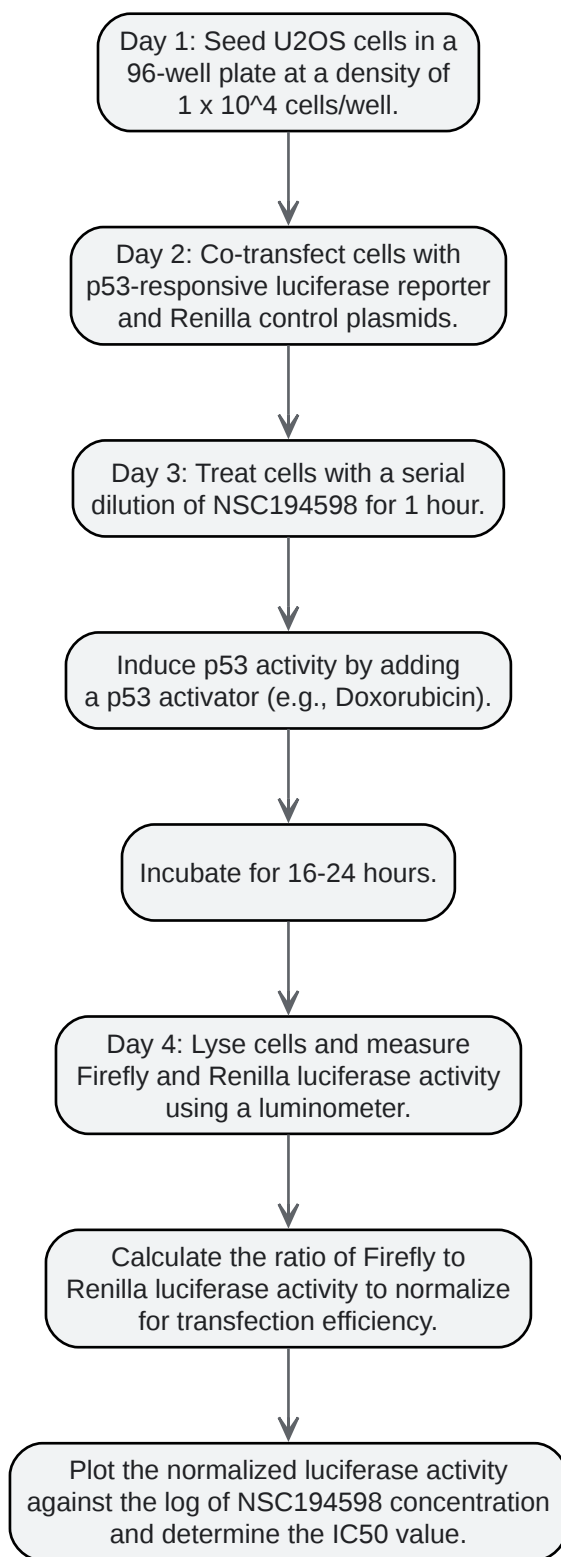 Day 1: Seed U2OS cells in a
96-well plate at a density of
1 x 10^4 cells/well.
Day 2: Co-transfect cells with
p53-responsive luciferase reporter
and Renilla control plasmids.
Day 3: Treat cells with a serial
dilution of NSC194598 for 1 hour.
Induce p53 activity by adding
a p53 activator (e.g., Doxorubicin).
Incubate for 16-24 hours.
Day 4: Lyse cells and measure
Firefly and Renilla luciferase activity
using a luminometer.
Calculate the ratio of Firefly to
Renilla luciferase activity to normalize
for transfection efficiency.
Plot the normalized luciferase activity
against the log of NSC194598 concentration
and determine the IC50 value.